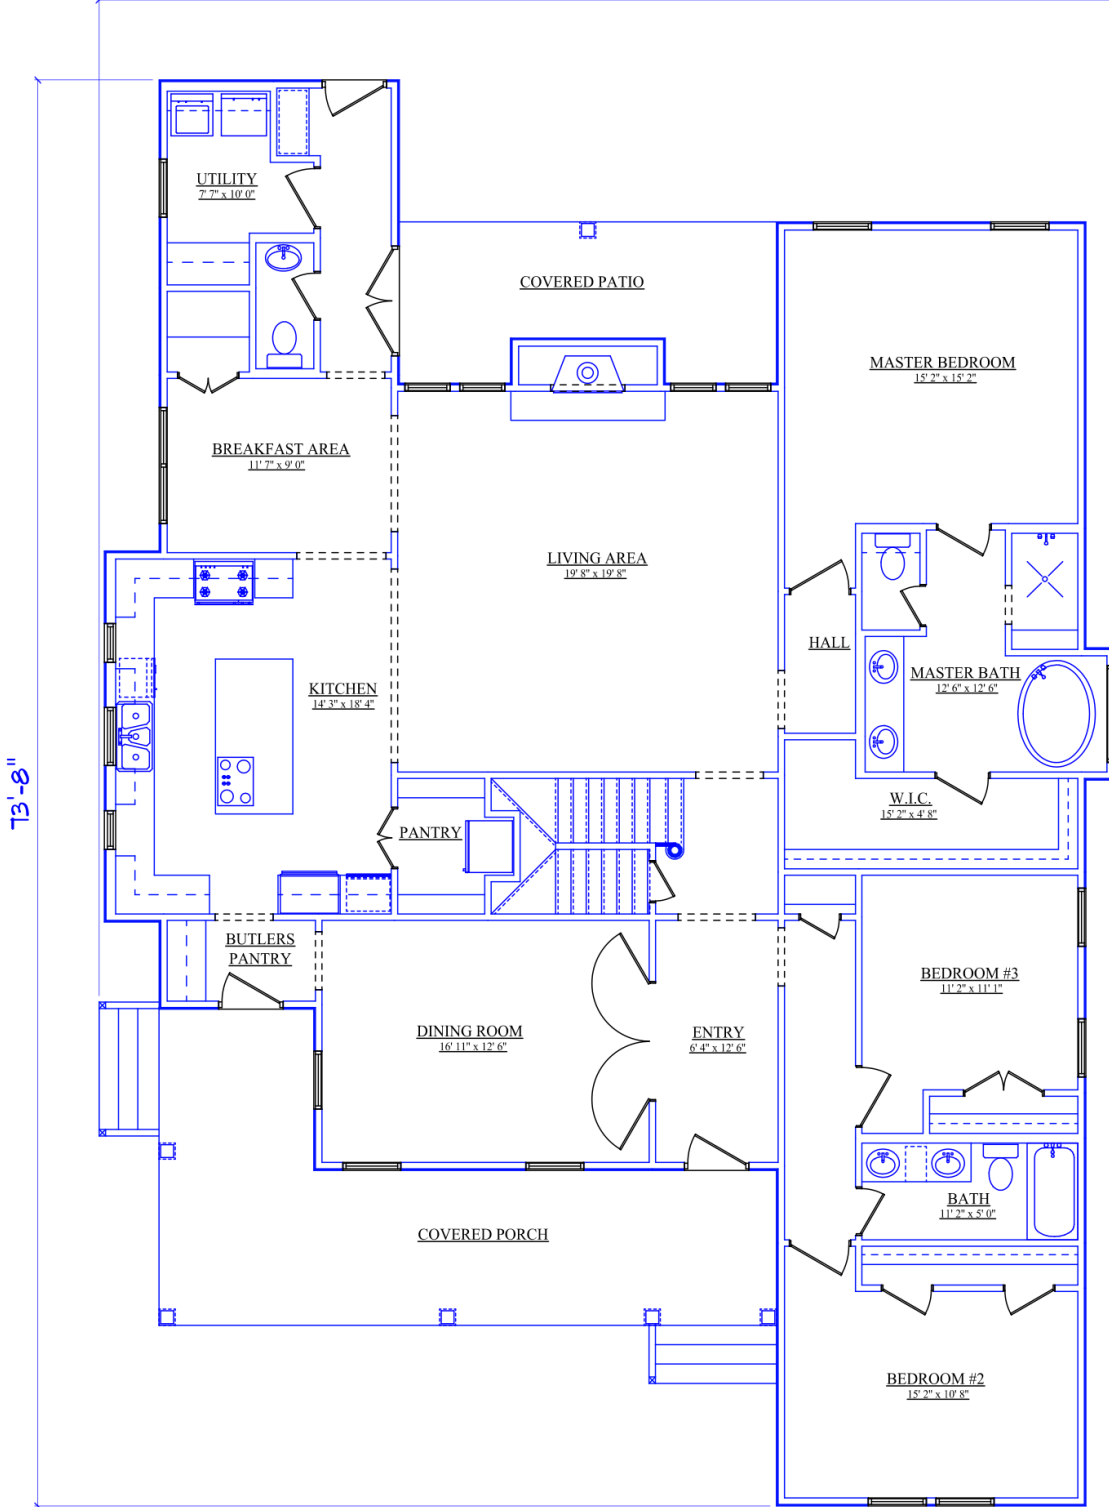 UTILITY
7' 7" x 10' 0"
COVERED PATIO
MASTER BEDROOM
15' 2" x 15' 2"
BREAKFAST AREA
11' 7" x 9' 0"
LIVING AREA
19' 8" x 19' 8"
HALL
MASTER BATH
12' 6" x 12' 6"
KITCHEN
14' 3" x 18' 4"
73'-8"
W.I.C.
15' 2" x 4' 8"
PANTRY
BUTLERS
PANTRY
BEDROOM #3
11' 2" x 11' 1"
DINING ROOM
16' 11" x 12' 6"
ENTRY
6' 4" x 12' 6"
BATH
11' 2" x 5' 0"
COVERED PORCH
BEDROOM #2
15' 2" x 10' 8"